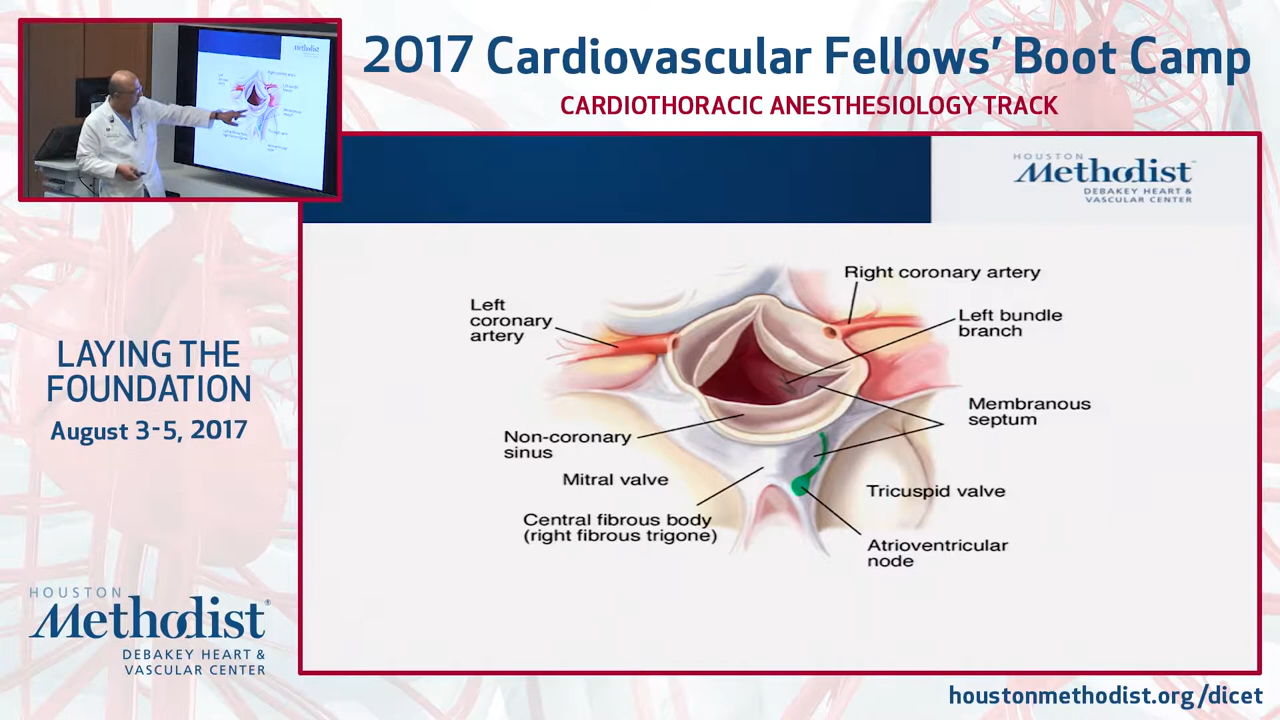 2017 Cardiovascular Fellows’ Boot Camp
CARDIOTHORACIC ANESTHESIOLOGY TRACK
Methodist
HOUSTON
Methodist
DEBAKEY HEART &
VASCULAR CENTER
Right coronary artery
Left
coronary
artery
Left bundle
branch
Membranous
septum
Non-coronary
sinus
Mitral valve
Tricuspid valve
Central fibrous body
(right fibrous trigone)
Atrioventricular
node
LAYING THE
FOUNDATION
August 3-5, 2017
HOUSTON
Methodist®
DEBAKEY HEART &
VASCULAR CENTER
houstonmethodist.org/dicet